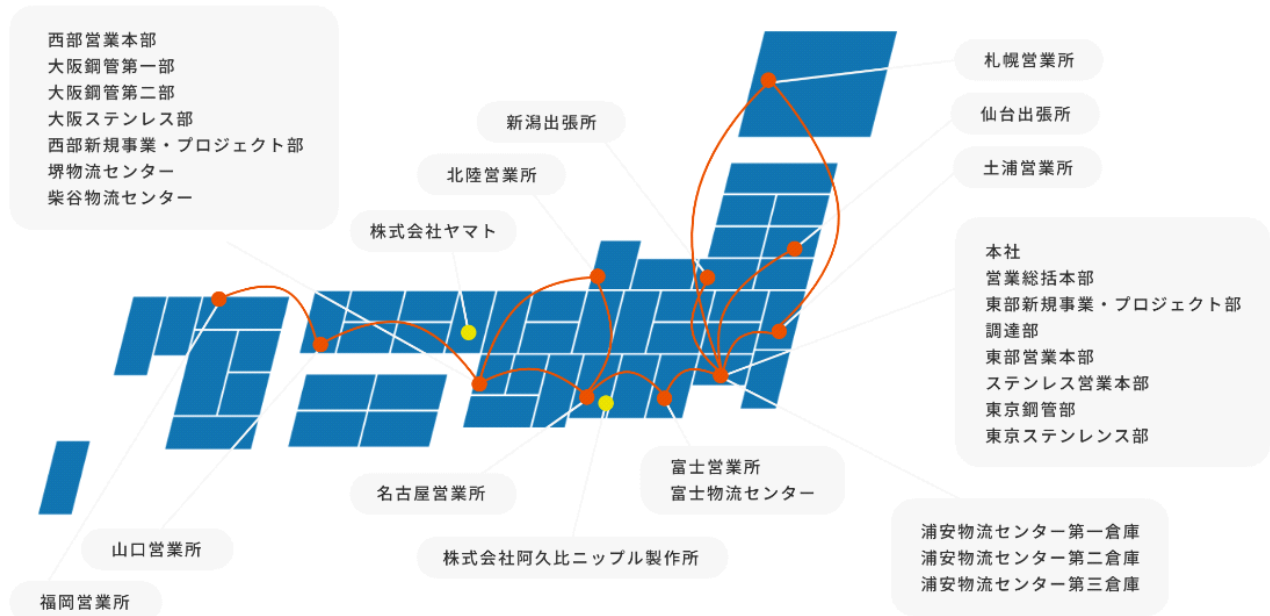 西部営業本部
大阪鋼管第一部
大阪鋼管第二部
大阪ステンレス部
西部新規事業・プロジェクト部
堺物流センター
柴谷物流センター
新潟出張所
北陸営業所
株式会社ヤマト
札幌営業所
仙台出張所
土浦営業所
本社
営業総括本部
東部新規事業・プロジェクト部
調達部
東部営業本部
ステンレス営業本部
東京鋼管部
東京ステンレンス部
名古屋営業所
富士営業所
富士物流センター
山口営業所
株式会社阿久比ニップル製作所
浦安物流センター第一倉庫
浦安物流センター第二倉庫
浦安物流センター第三倉庫
福岡営業所